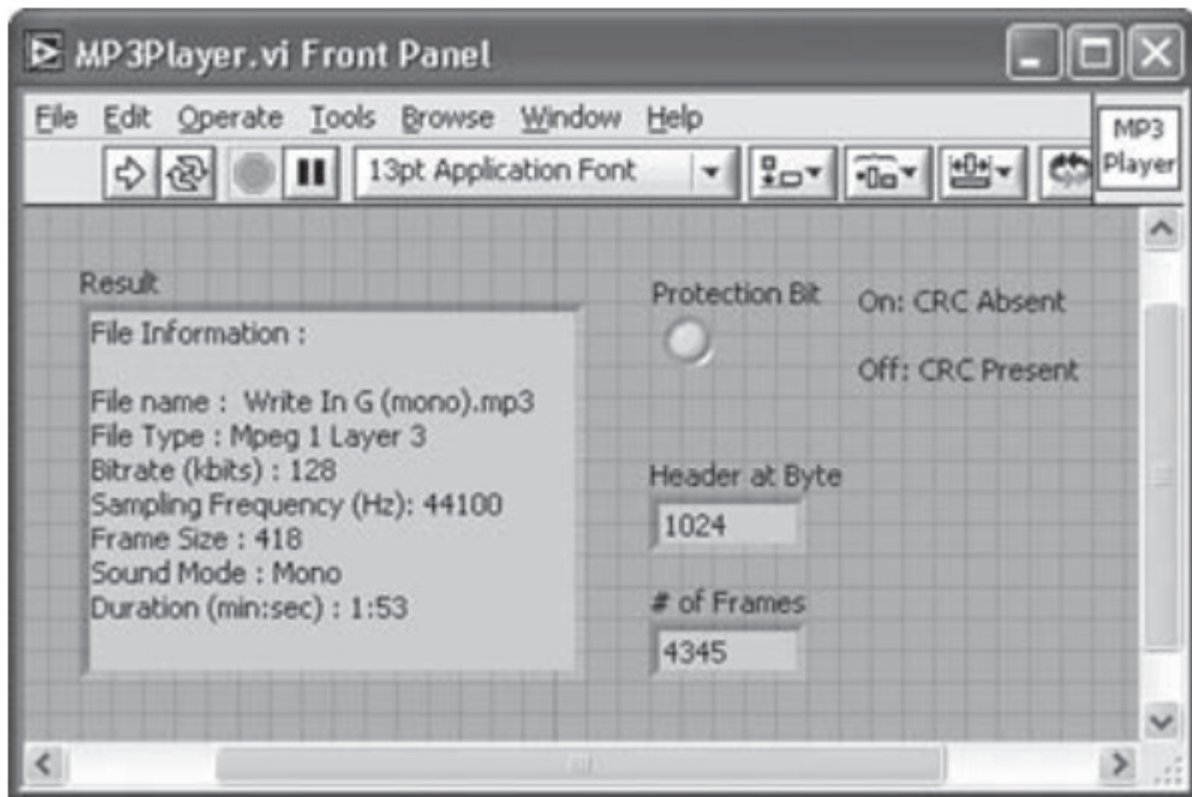 MP3Player.vi Front Panel
File Edit Operate Tools Browse Window Help
MP3
Player
13pt Application Font
Result
File Information :
File name : Write In G (mono).mp3
File Type : Mpeg 1 Layer 3
Bitrate (kbits) : 128
Sampling Frequency (Hz): 44100
Frame Size : 418
Sound Mode : Mono
Duration (min:sec) : 1:53
Protection Bit
On: CRC Absent
Off: CRC Present
Header at Byte
1024
# of Frames
4345